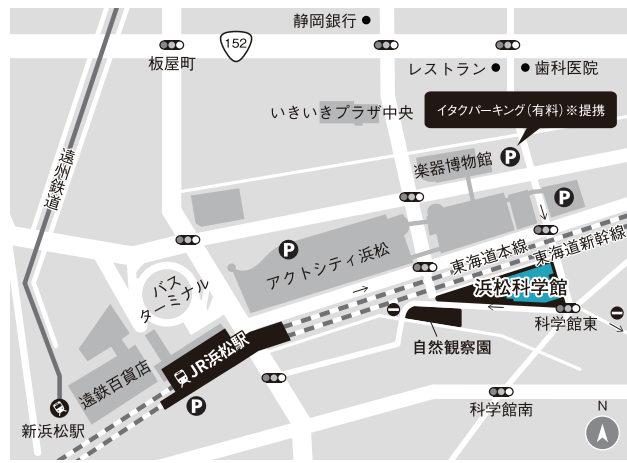 静岡銀行
152
板屋町
レストラン
歯科医院
いきいきプラザ中央
イタクパーキング(有料)※提携
遠州鉄道
楽器博物館
P
P
P
アクトシティ浜松
東海道本線
東海道新幹線
バス
ターミナル
浜松科学館
科学館東
自然観察園
JR浜松駅
遠鉄百貨店
P
新浜松駅
科学館南
N